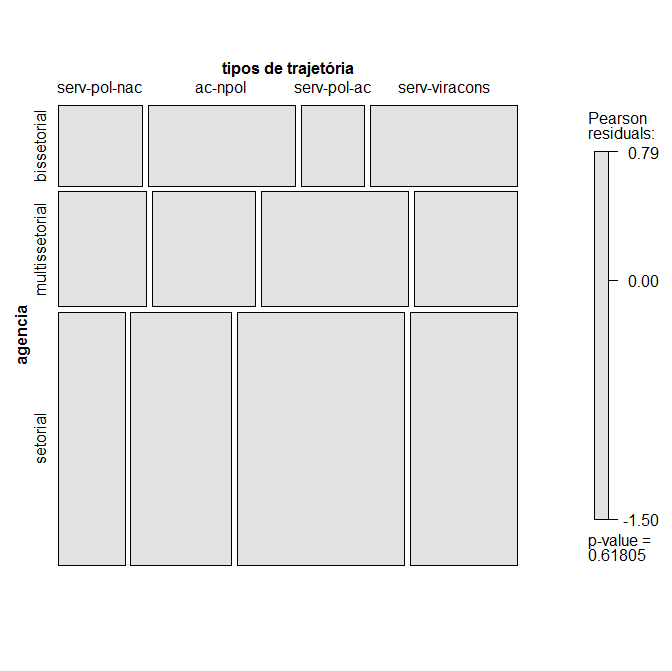 tipos de trajetória
serv-pol-nac ac-npol serv-pol-ac serv-viracons
agencia
bissetorial
multissetorial
setorial
Pearson
residuals:
0.79
0.00
-1.50
p-value =
0.61805